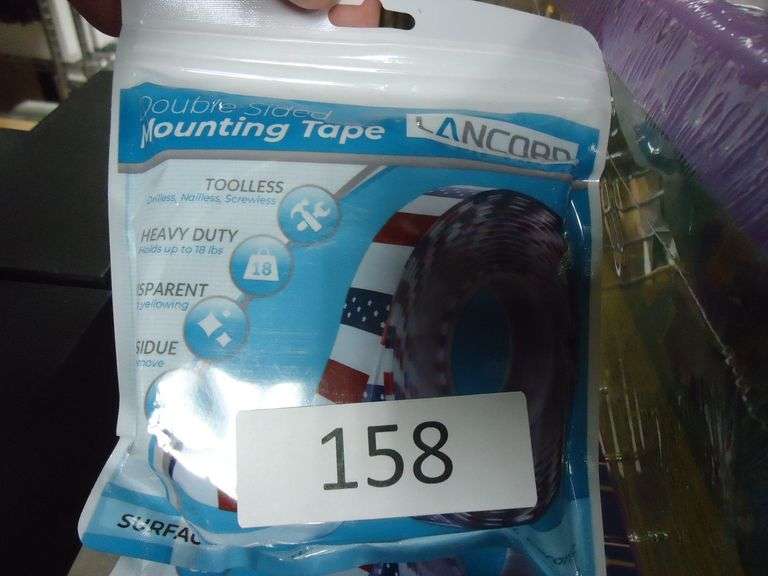 Double Sided
Mounting Tape
LANCORD
TOOLLESS
Drilless, Nailless, Screwless
HEAVY DUTY
Holds up to 18 lbs
18
SPARENT
yellowing
SIDUE
move
158
SURFAC